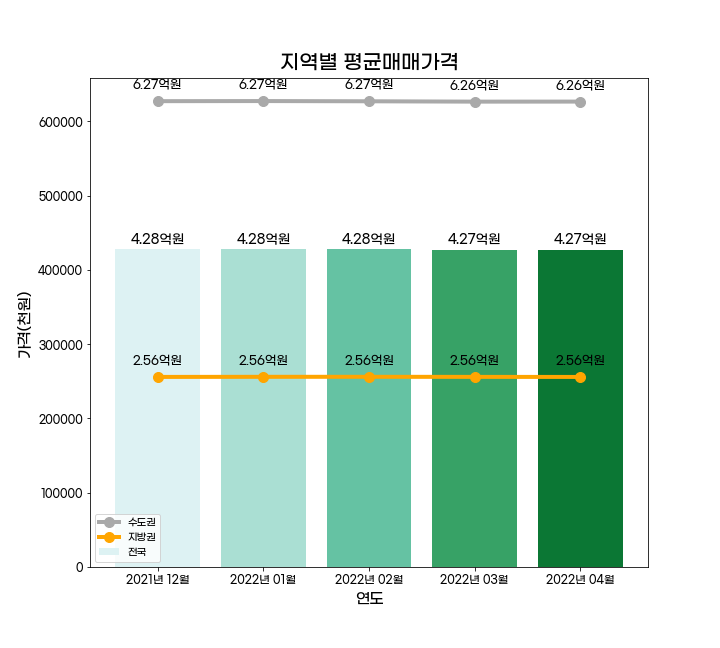 지역별 평균매매가격
6.27억원 6.27억원 6.27억원 6.26억원 6.26억원
4.28억원 4.28억원 4.28억원 4.27억원 4.27억원
2.56억원 2.56억원 2.56억원 2.56억원 2.56억원
가격(천원)
600000
500000
400000
300000
200000
100000
0
수도권
지방권
전국
2021년 12월 2022년 01월 2022년 02월 2022년 03월 2022년 04월
연도